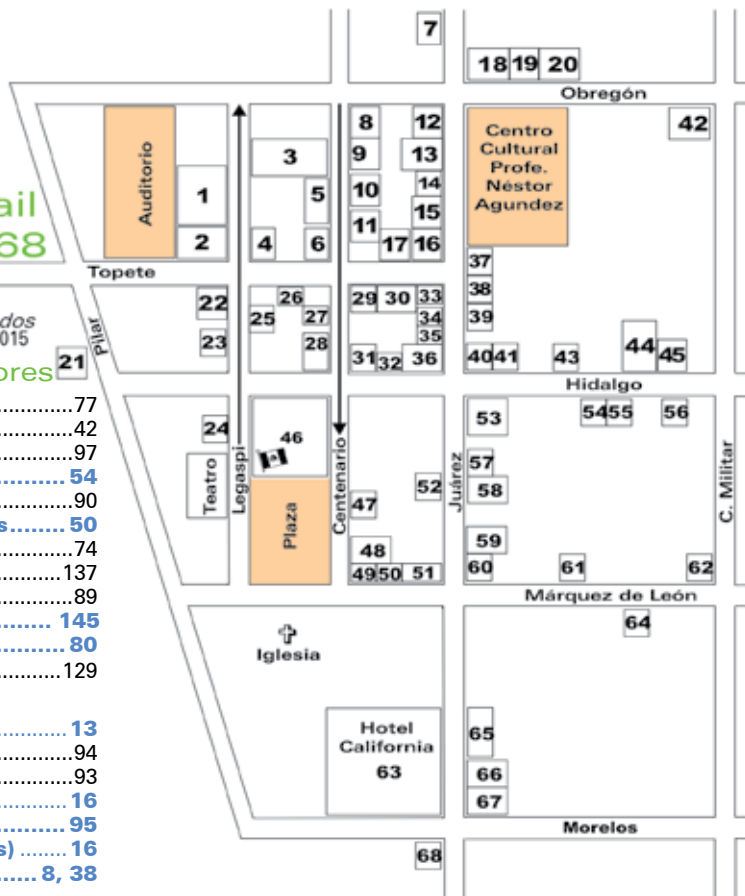 7
18 19 20
Obregón
ail
68
Auditorio
1
2
3
5
4 6
8 12
9 13
10 14
11 15
17 16
Centro
Cultural
Profe.
Néstor
Agundez
42
37
38
39
40 41 43 44 45
Topete
22
23
25 26 27
28
29 30 33
34
35
31 32 36
dos
015
ores
21
Pilar
Hidalgo
..............77
..............42
..............97
........... 54
..............90
s........ 50
..............74
............137
..............89
......... 145
........... 80
............129
............. 13
..............94
..............93
............. 16
........... 95
s) ........ 16
...... 8, 38
24
Teatro
Legaspi
46
Plaza
Centenario
47
48
49 50 51
52
Juárez
53
54 55 56
57
58
59
60 61 62
C. Militar
Márquez de León
64
Iglesia
Hotel
California
63
65
66
67
Morelos
68